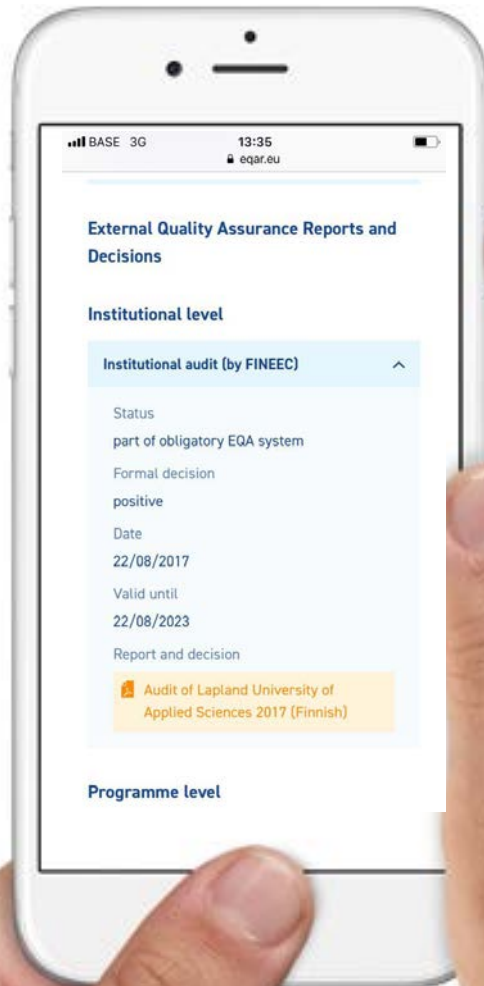 BASE 3G 13:35
eqar.eu
External Quality Assurance Reports and
Decisions
Institutional level
Institutional audit (by FINEEC)
Status
part of obligatory EQA system
Formal decision
positive
Date
22/08/2017
Valid until
22/08/2023
Report and decision
Audit of Lapland University of
Applied Sciences 2017 (Finnish)
Programme level